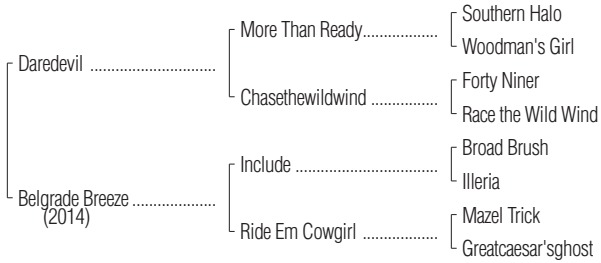 Southern Halo
More Than Ready..................
Woodman's Girl
Daredevil ..............................
Forty Niner
Chasethewildwind ................
Race the Wild Wind
Broad Brush
Include ..................................
Illeria
Belgrade Breeze ....................
(2014)
Mazel Trick
Ride Em Cowgirl ..................
Greatcaesar'sghost